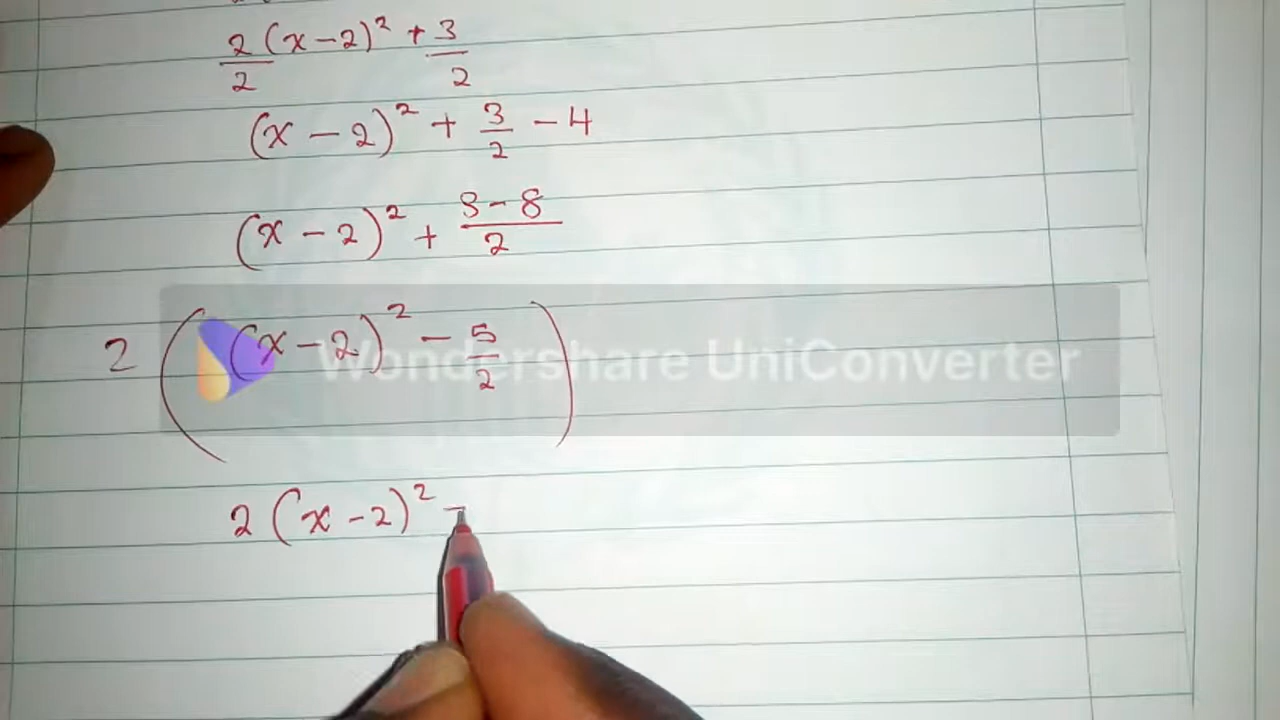 2(x-2)² + 3
2 2
(x - 2)² + 3/2 - 4
(x - 2)² + 3-8/2
2((x-2)² - 5/2)
Wondershare UniConverter
2(x-2)² -